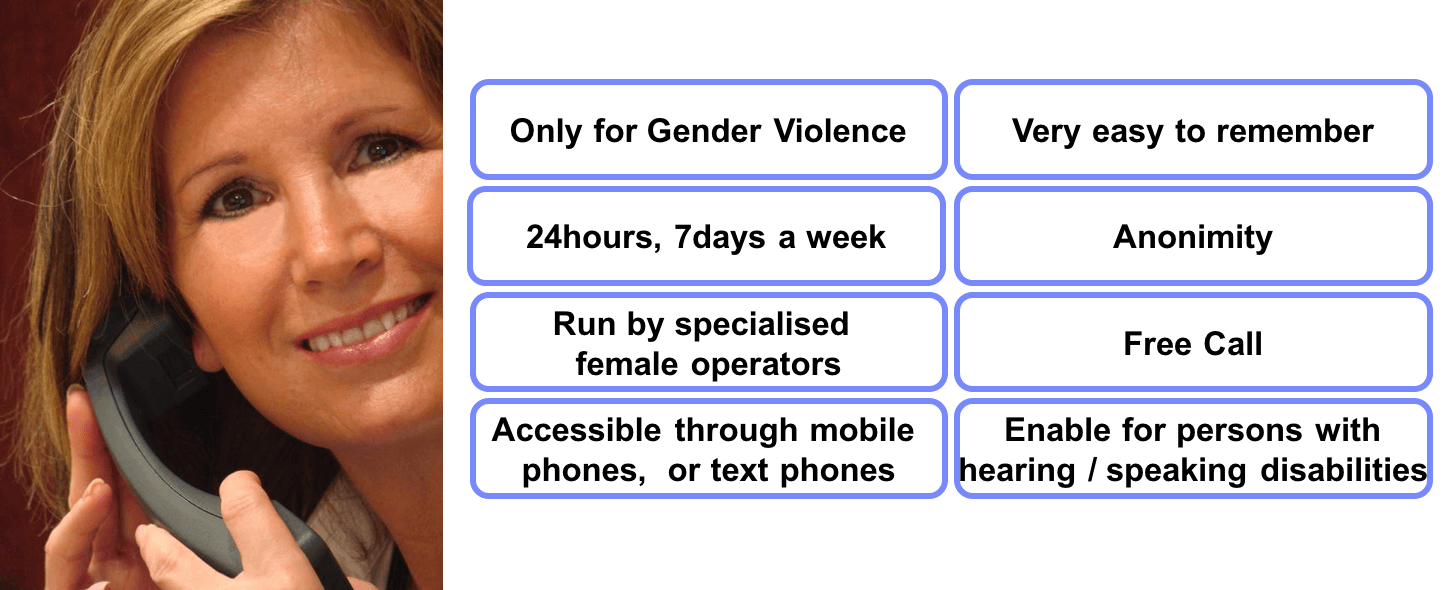 Only for Gender Violence
Very easy to remember
24hours, 7days a week
Anonimity
Run by specialised
female operators
Free Call
Accessible through mobile
phones, or text phones
Enable for persons with
hearing / speaking disabilities